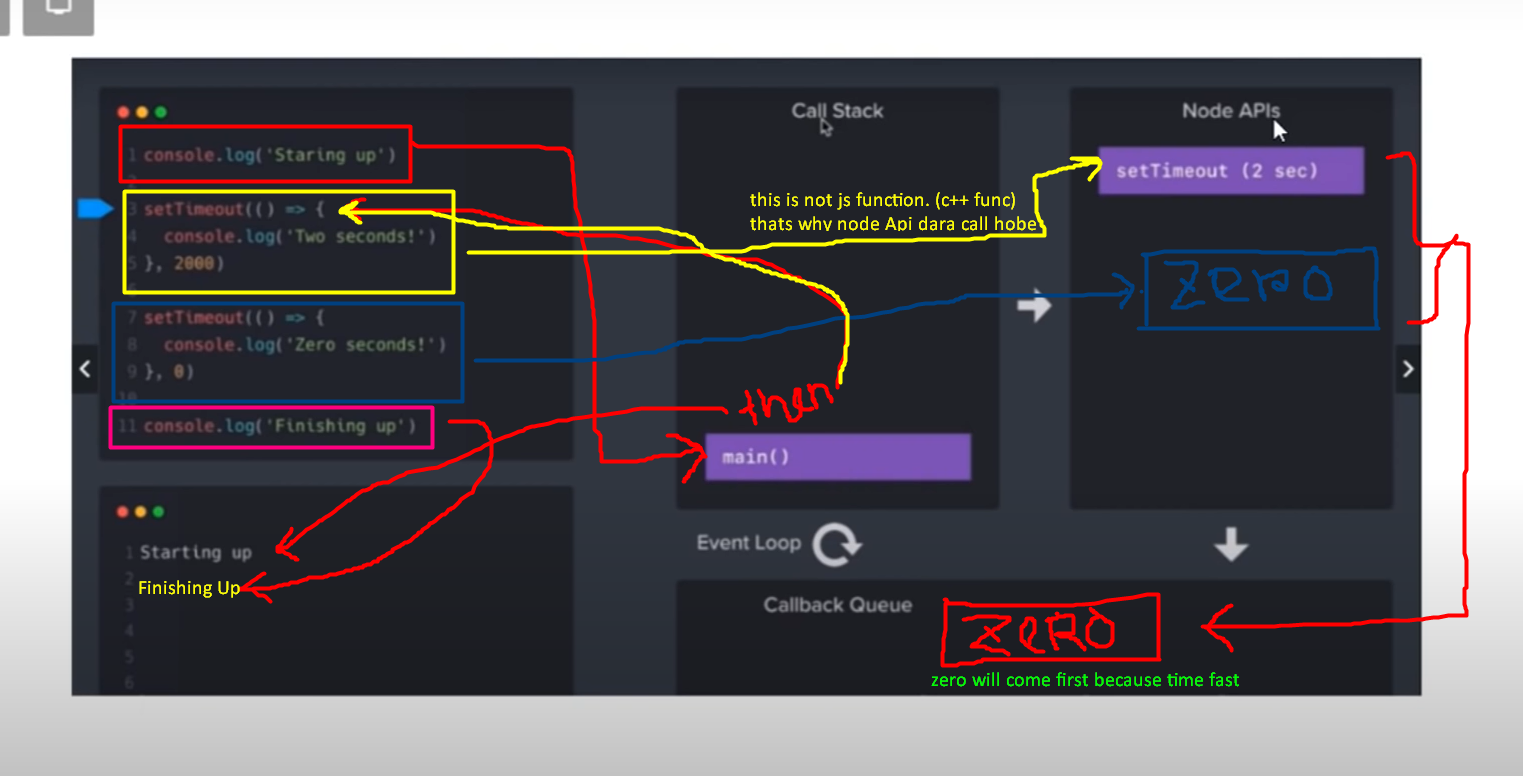 1 console.log('Staring up')
2
3 setTimeout(() => {
4 console.log('Two seconds!')
5 }, 2000)
6
7 setTimeout(() => {
8 console.log('Zero seconds!')
9 }, 0)
10
11 console.log('Finishing up')
Call Stack
this is not js function. (c++ func)
thats why node Api dara call hobe
then
main()
Node APIs
setTimeout (2 sec)
ZERO
1 Starting up
2 Finishing Up
3
4
5
6
Event Loop
Callback Queue
ZERO
zero will come first because time fast